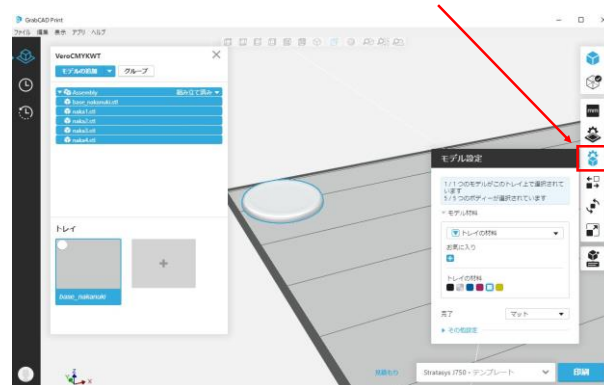 GrabCAD Print
ファイル 編集 表示 アプリ ヘルプ
VeroCMYKWT
モデルの追加
グループ
Assembly
組み立て済み
base_nakanuki.stl
naka1.stl
naka2.stl
naka3.stl
naka4.stl
トレイ
base_nakanuki
mm
モデル設定
1/1 つのモデルがこのトレイ上で選択されて
います
5/5 つのボディーが選択されています
モデル材料
トレイの材料
お気に入り
トレイの材料
完了
マット
その他設定
見積もり
Stratasys J750 - テンプレート
印刷
Z
X